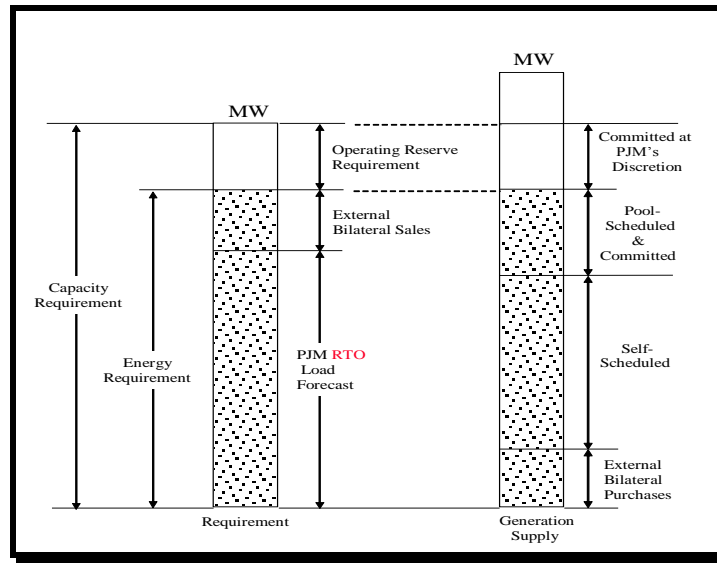 MW
MW
Operating Reserve
Requirement
Committed at
PJM's
Discretion
External
Bilateral Sales
Pool-
Scheduled
&
Committed
Capacity
Requirement
Energy
Requirement
PJM RTO
Load
Forecast
Self-
Scheduled
External
Bilateral
Purchases
Requirement
Generation
Supply